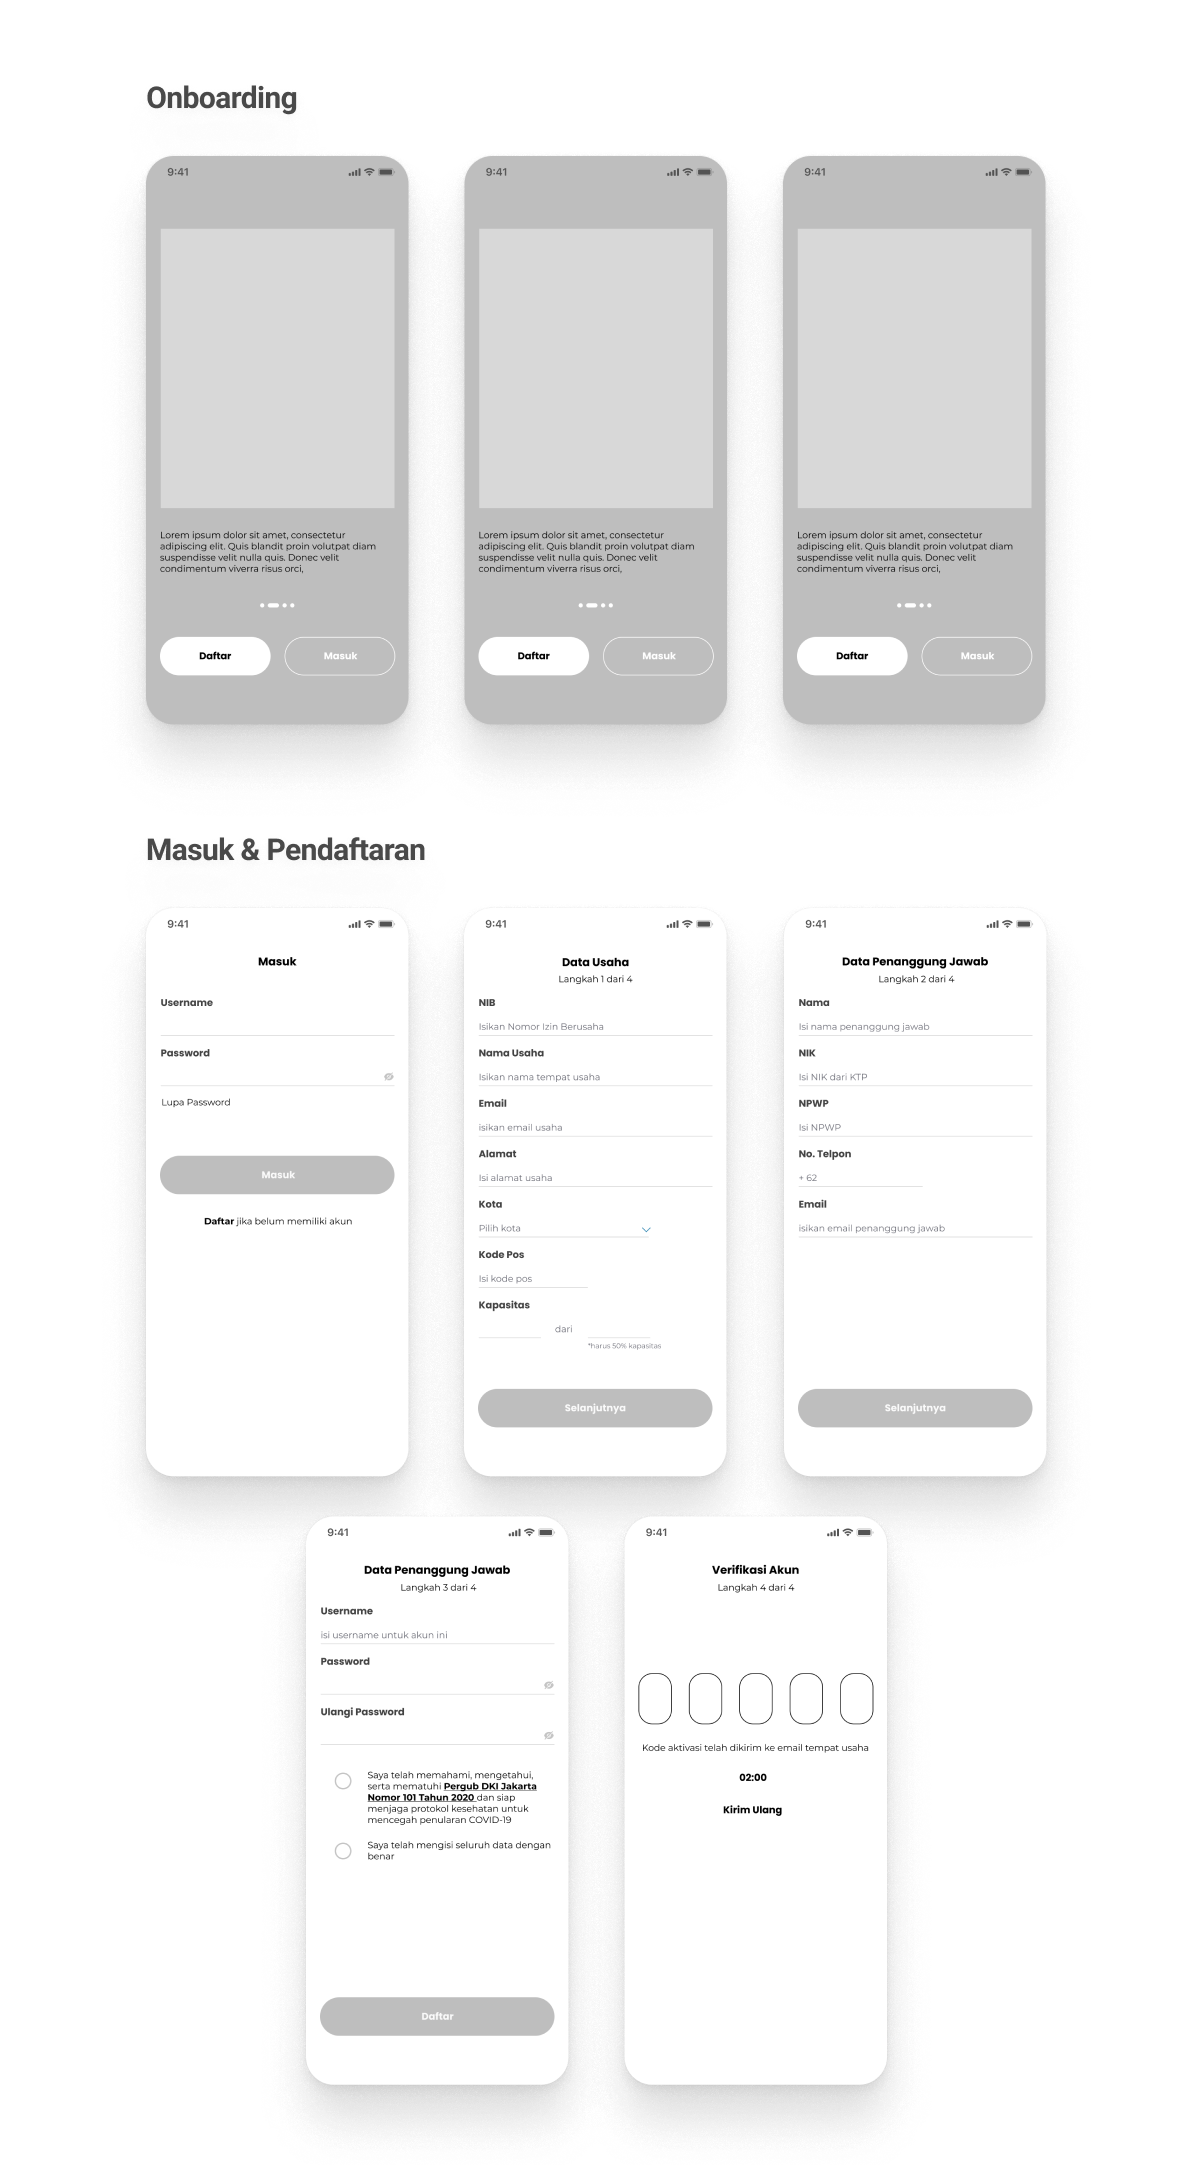 Onboarding
9:41
Lorem ipsum dolor sit amet, consectetur
adipiscing elit. Quis blandit proin volutpat diam
suspendisse velit nulla quis. Donec velit
condimentum viverra risus orci,
Daftar
Masuk
9:41
Lorem ipsum dolor sit amet, consectetur
adipiscing elit. Quis blandit proin volutpat diam
suspendisse velit nulla quis. Donec velit
condimentum viverra risus orci,
Daftar
Masuk
9:41
Lorem ipsum dolor sit amet, consectetur
adipiscing elit. Quis blandit proin volutpat diam
suspendisse velit nulla quis. Donec velit
condimentum viverra risus orci,
Daftar
Masuk
Masuk & Pendaftaran
9:41
Masuk
Username
Password
Lupa Password
Masuk
Daftar jika belum memiliki akun
9:41
Data Usaha
Langkah 1 dari 4
NIB
Isikan Nomor Izin Berusaha
Nama Usaha
Isikan nama tempat usaha
Email
isikan email usaha
Alamat
Isi alamat usaha
Kota
Pilih kota
Kode Pos
Isi kode pos
Kapasitas
dari
*harus 50% kapasitas
Selanjutnya
9:41
Data Penanggung Jawab
Langkah 2 dari 4
Nama
Isi nama penanggung jawab
NIK
Isi NIK dari KTP
NPWP
Isi NPWP
No. Telpon
+ 62
Email
isikan email penanggung jawab
Selanjutnya
9:41
Data Penanggung Jawab
Langkah 3 dari 4
Username
isi username untuk akun ini
Password
Ulangi Password
Saya telah memahami, mengetahui,
serta mematuhi Pergub DKI Jakarta
Nomor 101 Tahun 2020 dan siap
menjaga protokol kesehatan untuk
mencegah penularan COVID-19
Saya telah mengisi seluruh data dengan
benar
Daftar
9:41
Verifikasi Akun
Langkah 4 dari 4
Kode aktivasi telah dikirim ke email tempat usaha
02:00
Kirim Ulang